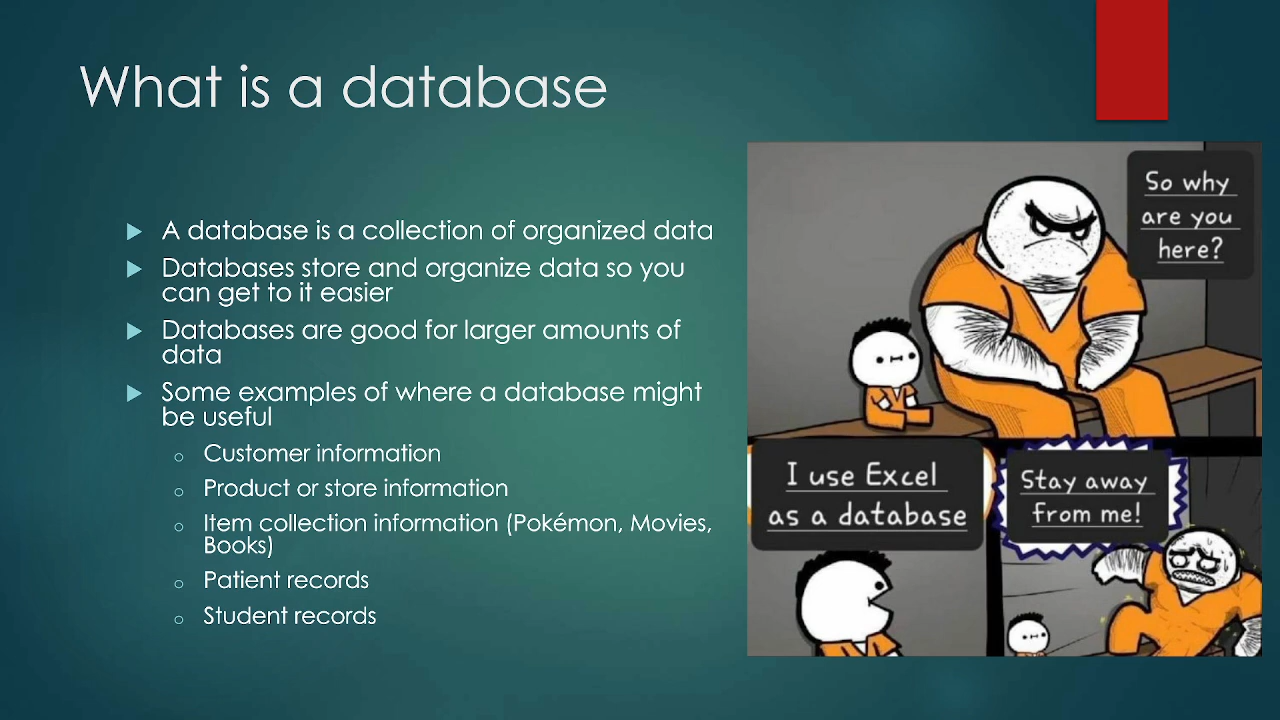 What is a database
A database is a collection of organized data
Databases store and organize data so you
can get to it easier
Databases are good for larger amounts of
data
Some examples of where a database might
be useful
Customer information
Product or store information
Item collection information (Pokémon, Movies,
Books)
Patient records
Student records
So why
are you
here?
I use Excel
as a database
Stay away
from me!